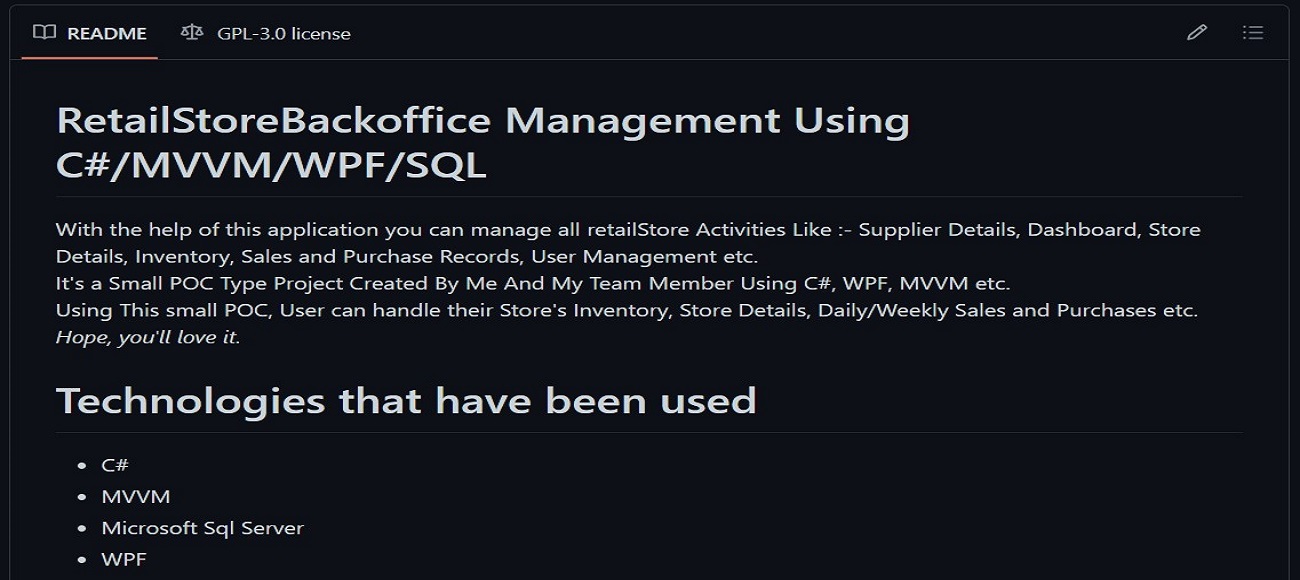 README
GPL-3.0 license
RetailStoreBackoffice Management Using
C#/MVVM/WPF/SQL
With the help of this application you can manage all retailStore Activities Like :- Supplier Details, Dashboard, Store
Details, Inventory, Sales and Purchase Records, User Management etc.
It's a Small POC Type Project Created By Me And My Team Member Using C#, WPF, MVVM etc.
Using This small POC, User can handle their Store's Inventory, Store Details, Daily/Weekly Sales and Purchases etc.
Hope, you'll love it.
Technologies that have been used
• C#
• MVVM
• Microsoft Sql Server
• WPF